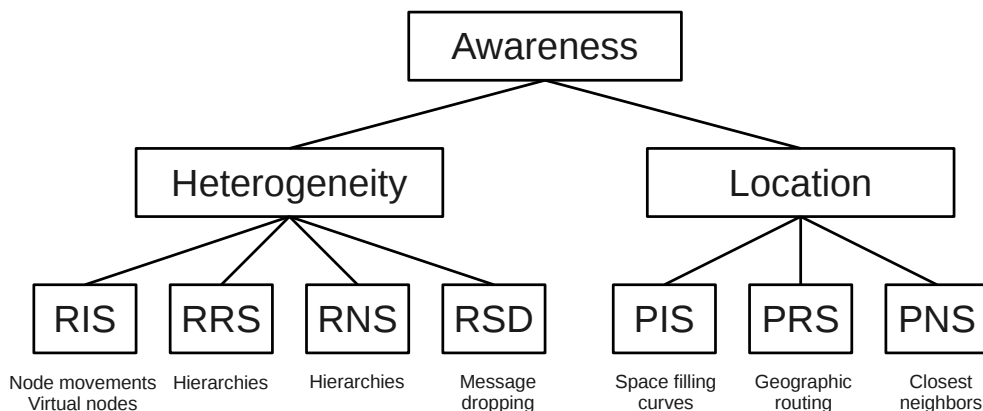 Awareness
Heterogeneity
Location
RIS
RRS
RNS
RSD
PIS
PRS
PNS
Node movements
Virtual nodes
Hierarchies
Hierarchies
Message
dropping
Space filling
curves
Geographic
routing
Closest
neighbors